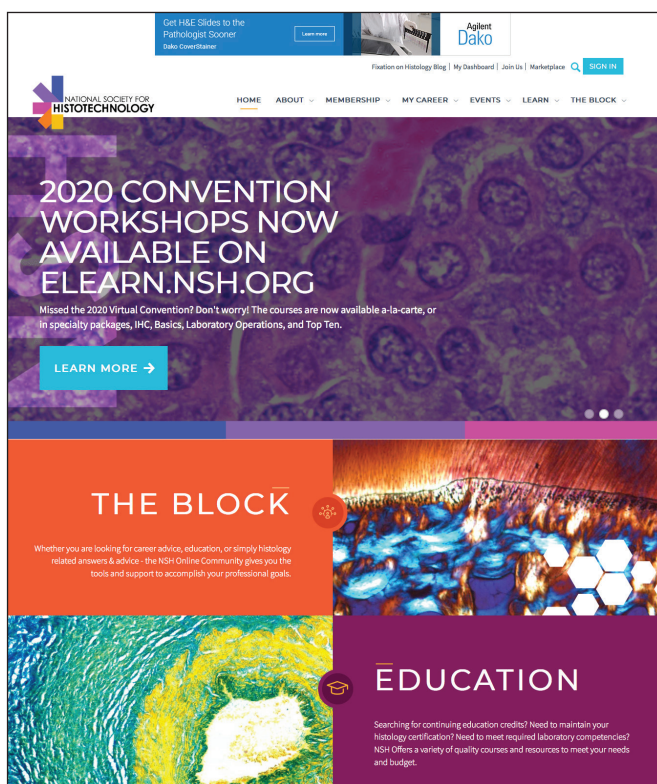 Get H&E Slides to the
Pathologist Sooner
Dako CoverStainer
Learn more
Agilent
Dako
Fixation on Histology Blog | My Dashboard | Join Us | Marketplace
SIGN IN
NATIONAL SOCIETY FOR
HISTOTECHNOLOGY
HOME ABOUT MEMBERSHIP MY CAREER EVENTS LEARN THE BLOCK
2020 CONVENTION
WORKSHOPS NOW
AVAILABLE ON
ELEARN.NSH.ORG
Missed the 2020 Virtual Convention? Don't worry! The courses are now available a-la-carte, or
in specialty packages, IHC, Basics, Laboratory Operations, and Top Ten.
LEARN MORE →
THE BLOCK
Whether you are looking for career advice, education, or simply histology
related answers & advice - the NSH Online Community gives you the
tools and support to accomplish your professional goals.
EDUCATION
Searching for continuing education credits? Need to maintain your
histology certification? Need to meet required laboratory competencies?
NSH Offers a variety of quality courses and resources to meet your needs
and budget.